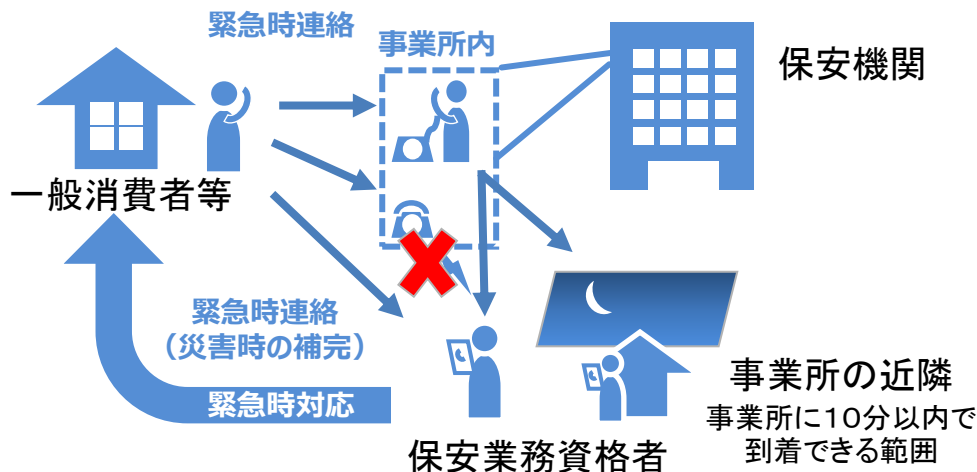 緊急時連絡
事業所内
保安機関
一般消費者等
緊急時連絡
（災害時の補完）
緊急時対応
保安業務資格者
事業所の近隣
事業所に１０分以内で
到着できる範囲